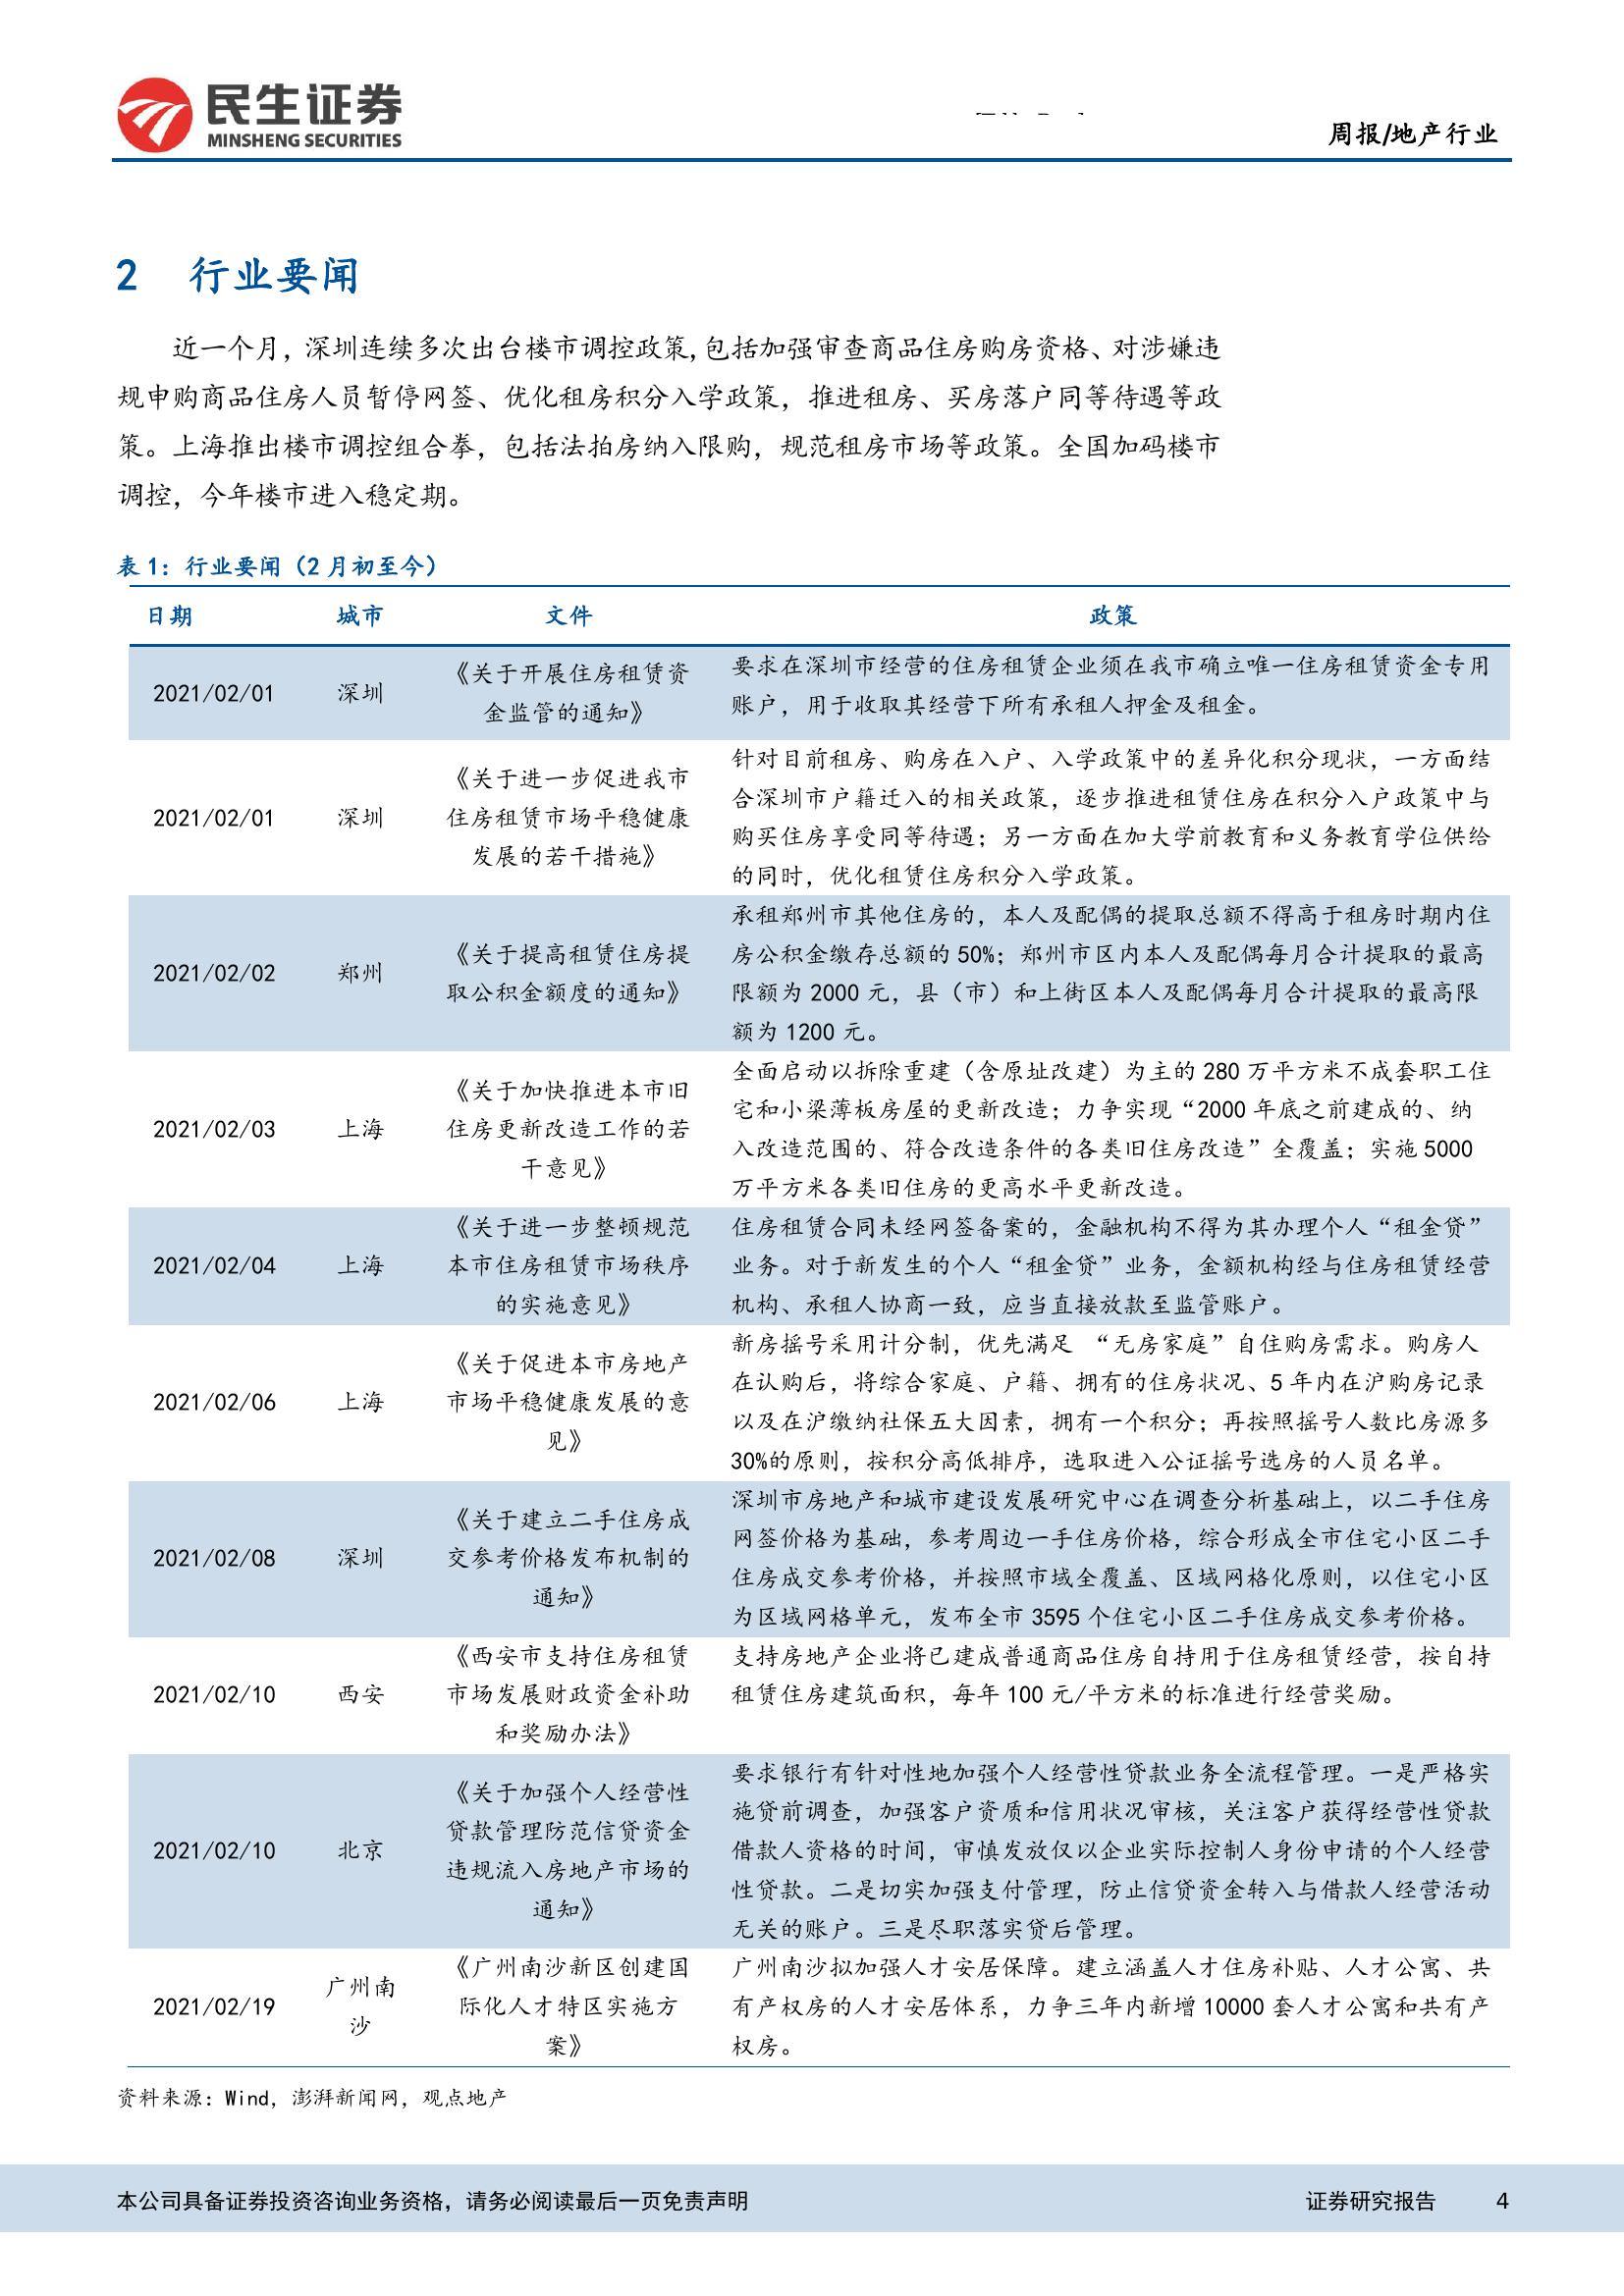 民生证券
MINSHENG SECURITIES
周报/地产行业
2 行业要闻
近一个月，深圳连续多次出台楼市调控政策，包括加强审查商品住房购房资格、对涉嫌违
规申购商品住房人员暂停网签、优化租房积分入学政策，推进租房、买房落户同等待遇等政
策。上海推出楼市调控组合拳，包括法拍房纳入限购，规范租房市场等政策。全国加码楼市
调控，今年楼市进入稳定期。
表 1：行业要闻（2 月初至今）
日期 城市 文件 政策
2021/02/01
深圳
《关于开展住房租赁资
金监管的通知》
要求在深圳市经营的住房租赁企业须在我市确立唯一住房租赁资金专用
账户，用于收取其经营下所有承租人押金及租金。
2021/02/01
深圳
《关于进一步促进我市
住房租赁市场平稳健康
发展的若干措施》
针对目前租房、购房在入户、入学政策中的差异化积分现状，一方面结
合深圳市户籍迁入的相关政策，逐步推进租赁住房在积分入户政策中与
购买住房享受同等待遇；另一方面在加大学前教育和义务教育学位供给
的同时，优化租赁住房积分入学政策。
2021/02/02
郑州
《关于提高租赁住房提
取公积金额度的通知》
承租郑州市其他住房的，本人及配偶的提取总额不得高于租房时期内住
房公积金缴存总额的 50%；郑州市区内本人及配偶每月合计提取的最高
限额为 2000 元，县（市）和上街区本人及配偶每月合计提取的最高限
额为 1200 元。
2021/02/03
上海
《关于加快推进本市旧
住房更新改造工作的若
干意见》
全面启动以拆除重建（含原址改建）为主的 280 万平方米不成套职工住
宅和小梁薄板房屋的更新改造；力争实现“2000 年底之前建成的、纳
入改造范围的、符合改造条件的各类旧住房改造”全覆盖；实施 5000
万平方米各类旧住房的更高水平更新改造。
2021/02/04
上海
《关于进一步整顿规范
本市住房租赁市场秩序
的实施意见》
住房租赁合同未经网签备案的，金融机构不得为其办理个人“租金贷”
业务。对于新发生的个人“租金贷”业务，金额机构经与住房租赁经营
机构、承租人协商一致，应当直接放款至监管账户。
2021/02/06
上海
《关于促进本市房地产
市场平稳健康发展的意
见》
新房摇号采用计分制，优先满足 “无房家庭”自住购房需求。购房人
在认购后，将综合家庭、户籍、拥有的住房状况、5 年内在沪购房记录
以及在沪缴纳社保五大因素，拥有一个积分；再按照摇号人数比房源多
30%的原则，按积分高低排序，选取进入公证摇号选房的人员名单。
2021/02/08
深圳
《关于建立二手住房成
交参考价格发布机制的
通知》
深圳市房地产和城市建设发展研究中心在调查分析基础上，以二手住房
网签价格为基础，参考周边一手住房价格，综合形成全市住宅小区二手
住房成交参考价格，并按照市域全覆盖、区域网格化原则，以住宅小区
为区域网格单元，发布全市 3595 个住宅小区二手住房成交参考价格。
2021/02/10
西安
《西安市支持住房租赁
市场发展财政资金补助
和奖励办法》
支持房地产企业将已建成普通商品住房自持用于住房租赁经营，按自持
租赁住房建筑面积，每年 100 元/平方米的标准进行经营奖励。
2021/02/10
北京
《关于加强个人经营性
贷款管理防范信贷资金
违规流入房地产市场的
通知》
要求银行有针对性地加强个人经营性贷款业务全流程管理。一是严格实
施贷前调查，加强客户资质和信用状况审核，关注客户获得经营性贷款
借款人资格的时间，审慎发放仅以企业实际控制人身份申请的个人经营
性贷款。二是切实加强支付管理，防止信贷资金转入与借款人经营活动
无关的账户。三是尽职落实贷后管理。
2021/02/19
广州南
沙
《广州南沙新区创建国
际化人才特区实施方
案》
广州南沙拟加强人才安居保障。建立涵盖人才住房补贴、人才公寓、共
有产权房的人才安居体系，力争三年内新增 10000 套人才公寓和共有产
权房。
资料来源：Wind，澎湃新闻网，观点地产
本公司具备证券投资咨询业务资格，请务必阅读最后一页免责声明
证券研究报告 4